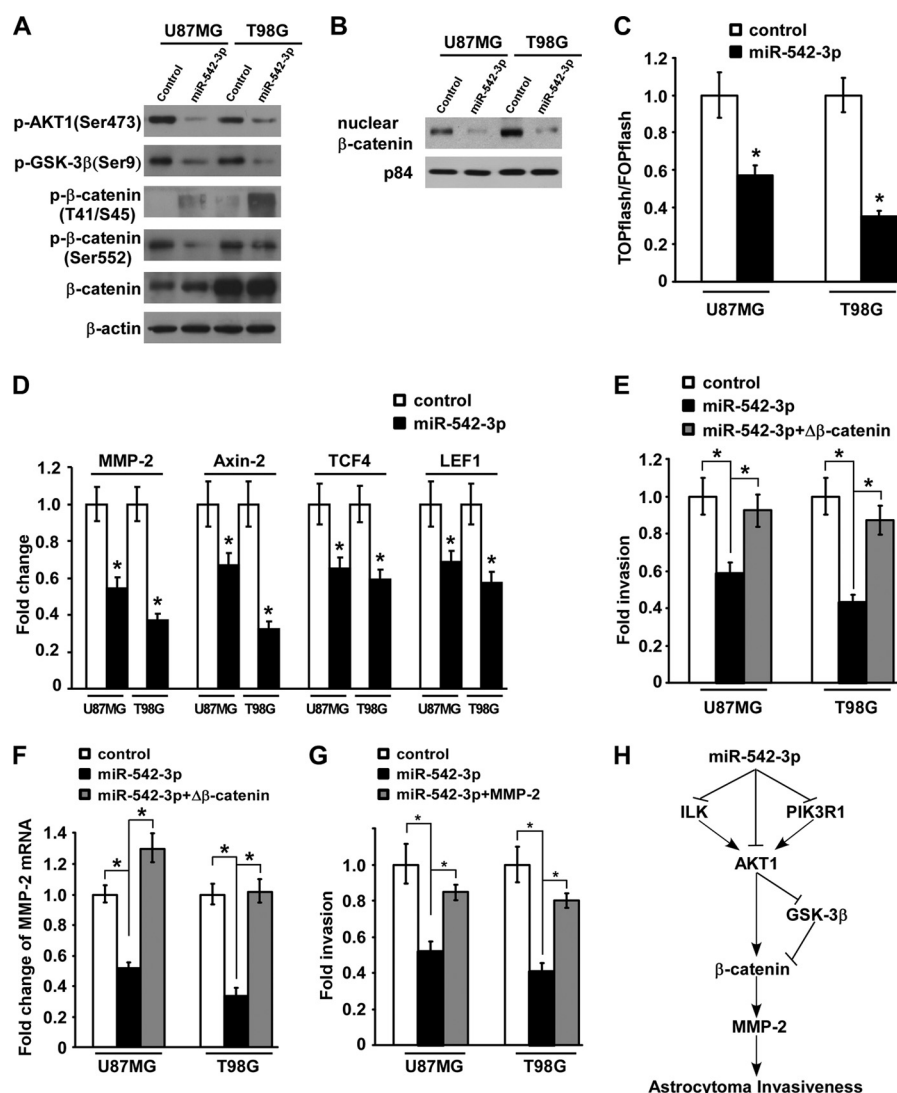 A
U87MG T98G
Control miR-542-3p Control miR-542-3p
p-AKT1(Ser473)
p-GSK-3β(Ser9)
p-β-catenin
(T41/S45)
p-β-catenin
(Ser552)
β-catenin
β-actin
B
U87MG T98G
Control miR-542-3p Control miR-542-3p
nuclear
β-catenin
p84
C
control
miR-542-3p
TOPflash/FOPflash
1.0
0.8
0.6
0.4
0.2
0
* *
U87MG T98G
D
control
miR-542-3p
MMP-2 Axin-2 TCF4 LEF1
Fold change
1.2
1.0
0.8
0.6
0.4
0.2
0
* * * * * * * *
U87MG T98G U87MG T98G U87MG T98G U87MG T98G
E
control
miR-542-3p
miR-542-3p+Δβ-catenin
Fold invasion
1.2
1.0
0.8
0.6
0.4
0.2
0
* * * *
U87MG T98G
F
control
miR-542-3p
miR-542-3p+Δβ-catenin
Fold change of MMP-2 mRNA
1.4
1.2
1.0
0.8
0.6
0.4
0.2
0
* * * *
U87MG T98G
G
control
miR-542-3p
miR-542-3p+MMP-2
Fold invasion
1.2
1.0
0.8
0.6
0.4
0.2
0
* * * *
U87MG T98G
H
miR-542-3p
ILK PIK3R1
AKT1
GSK-3β
β-catenin
MMP-2
Astrocytoma Invasiveness